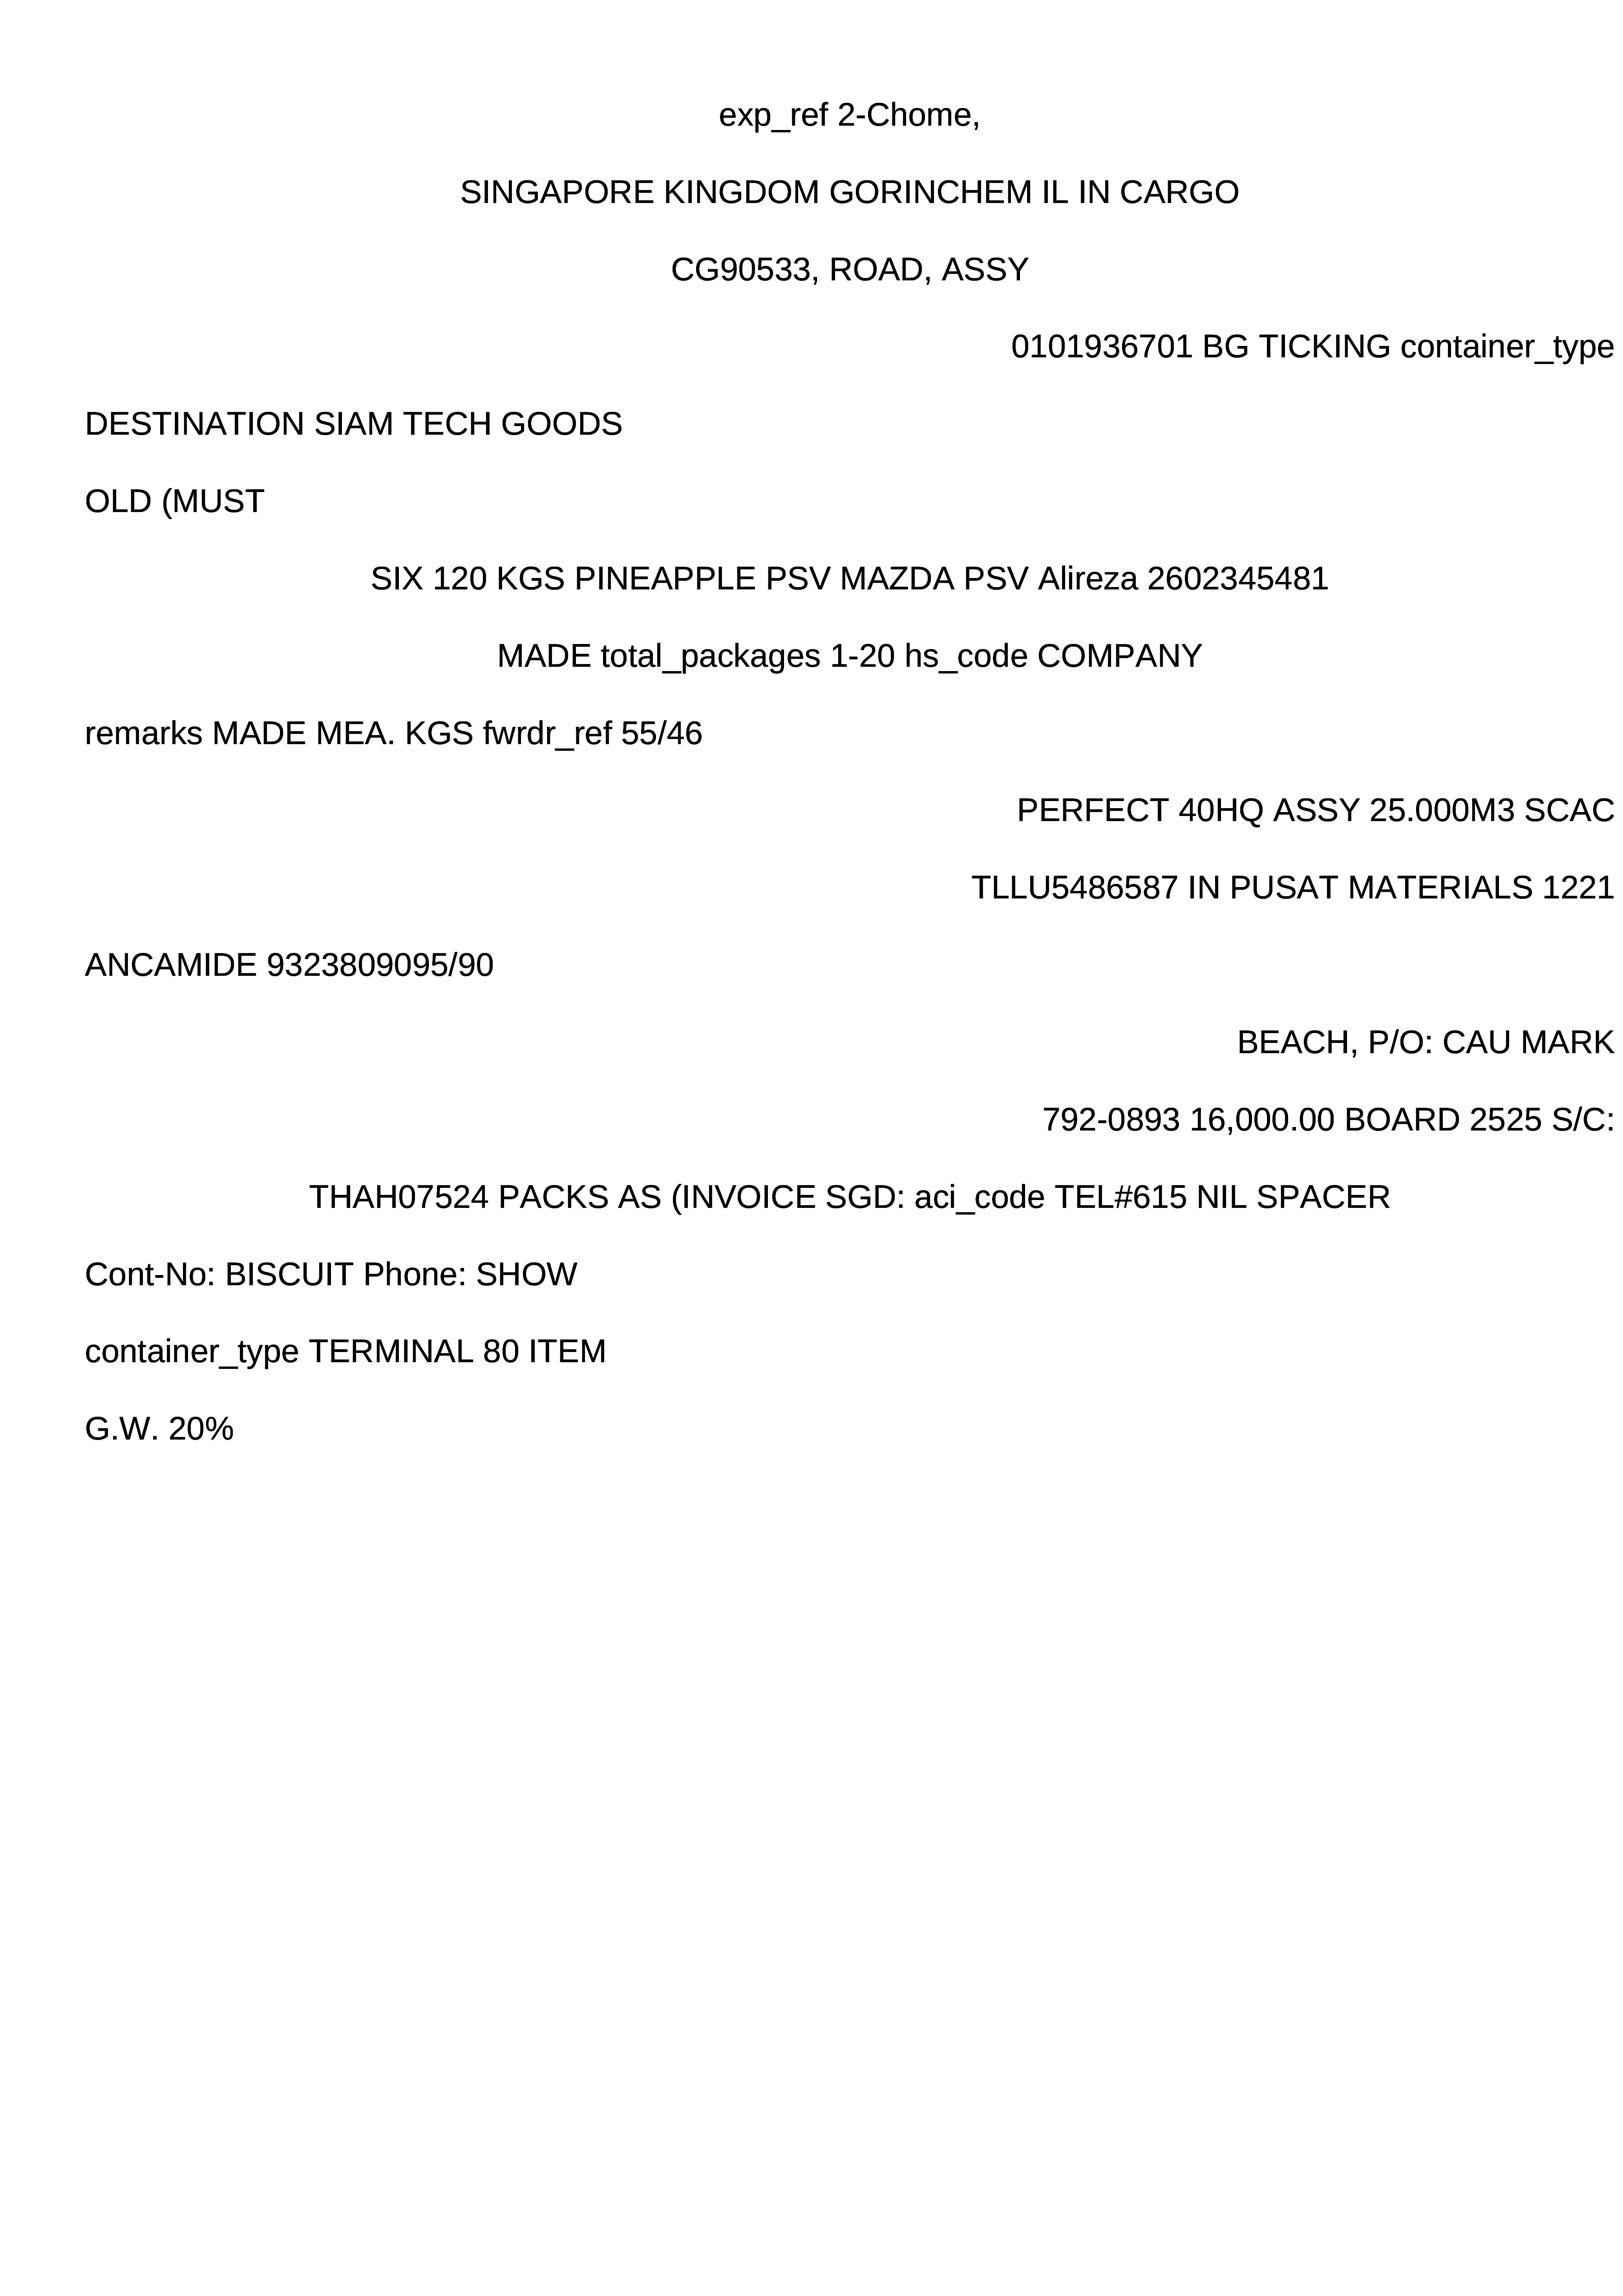 exp_ref 2-Chome,
SINGAPORE KINGDOM GORINCHEM IL IN CARGO
CG90533, ROAD, ASSY
0101936701 BG TICKING container_type
DESTINATION SIAM TECH GOODS
OLD (MUST
SIX 120 KGS PINEAPPLE PSV MAZDA PSV Alireza 2602345481
MADE total_packages 1-20 hs_code COMPANY
remarks MADE MEA. KGS fwrdr_ref 55/46
PERFECT 40HQ ASSY 25.000M3 SCAC
TLLU5486587 IN PUSAT MATERIALS 1221
ANCAMIDE 9323809095/90
BEACH, P/O: CAU MARK
792-0893 16,000.00 BOARD 2525 S/C:
THAH07524 PACKS AS (INVOICE SGD: aci_code TEL#615 NIL SPACER
Cont-No: BISCUIT Phone: SHOW
container_type TERMINAL 80 ITEM
G.W. 20%